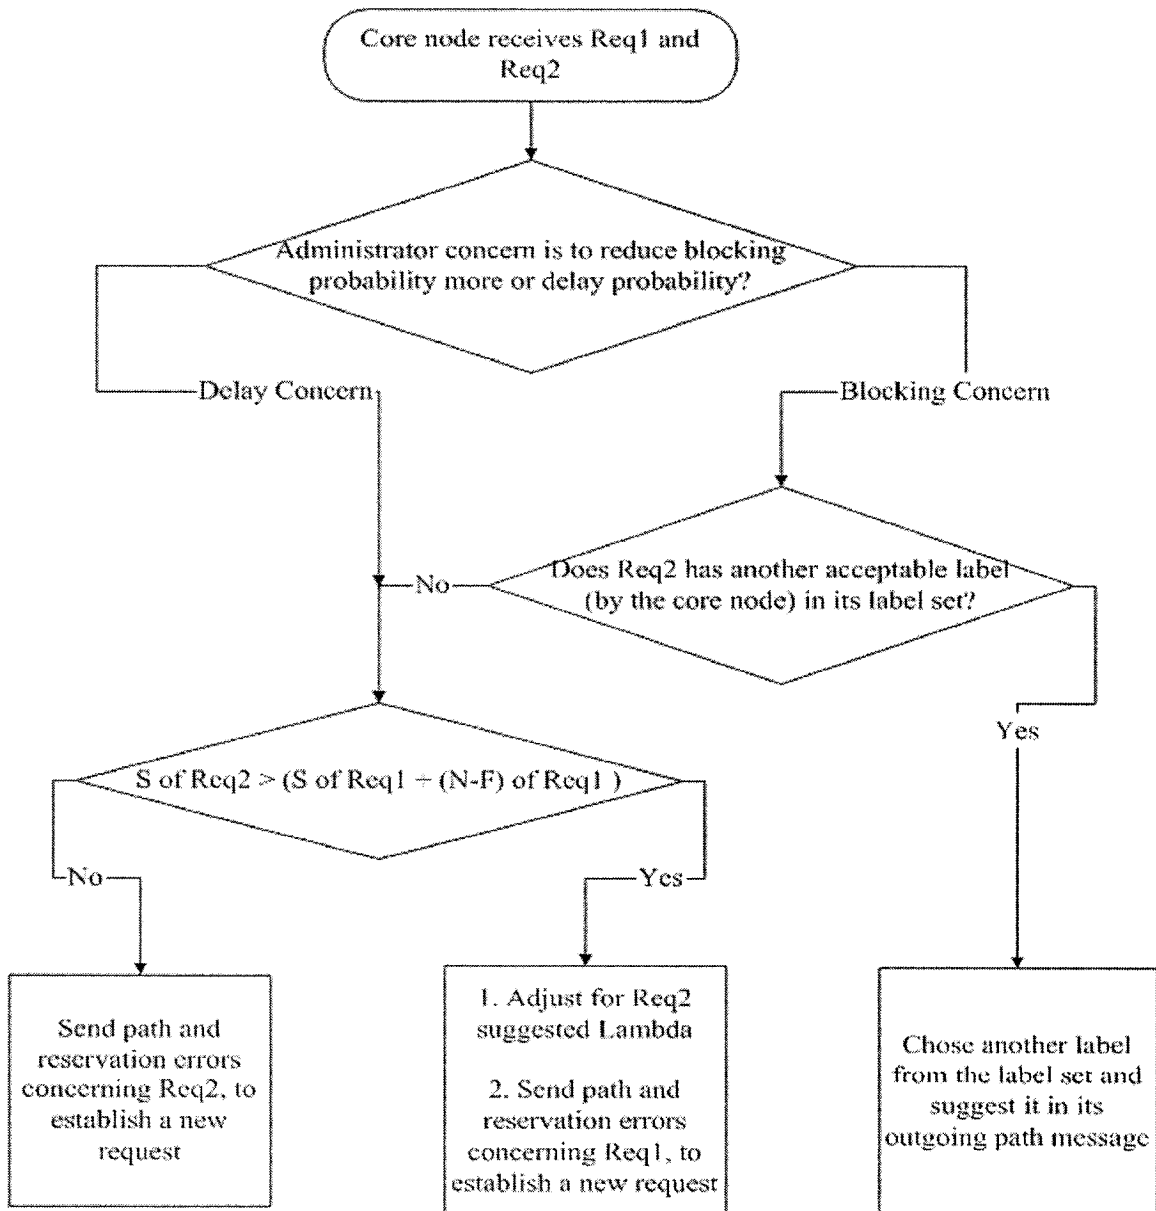 Core node receives Req1 and
Req2
Administrator concern is to reduce blocking
probability more or delay probability?
Delay Concern
Blocking Concern
Does Req2 has another acceptable label
(by the core node) in its label set?
No
Yes
S of Req2 > (S of Req1 + (N-F) of Req1 )
No
Yes
Send path and
reservation errors
concerning Req2, to
establish a new
request
1. Adjust for Req2
suggested Lambda
2. Send path and
reservation errors
concerning Req1, to
establish a new request
Chose another label
from the label set and
suggest it in its
outgoing path message